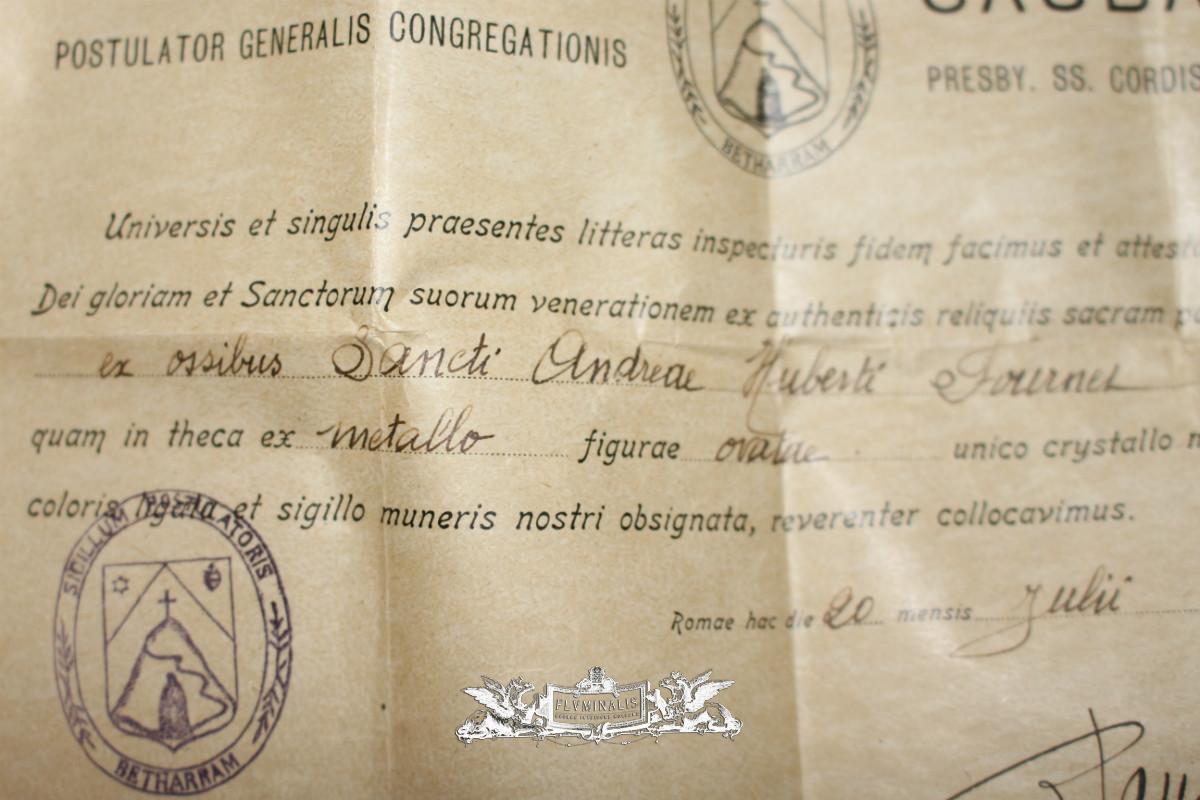 POSTULATOR GENERALIS CONGREGATIONIS
PRESBY. SS. CORDIS
BETHARRAM
Universis et singulis praesentes litteras inspecturis fidem facimus et attest
Dei gloriam et Sanctorum suorum venerationem ex authenticis reliquiis sacram
ex ossibus Sancti Andreae Huberti Fournet
quam in theca ex metallo figurae ovatae unico crystallo
coloris ligata et sigillo muneris nostri obsignata, reverenter collocavimus.
SIGILLUM POSTULATORIS
BETHARRAM
Romae hac die 20 mensis Julii
FLVMINALIS